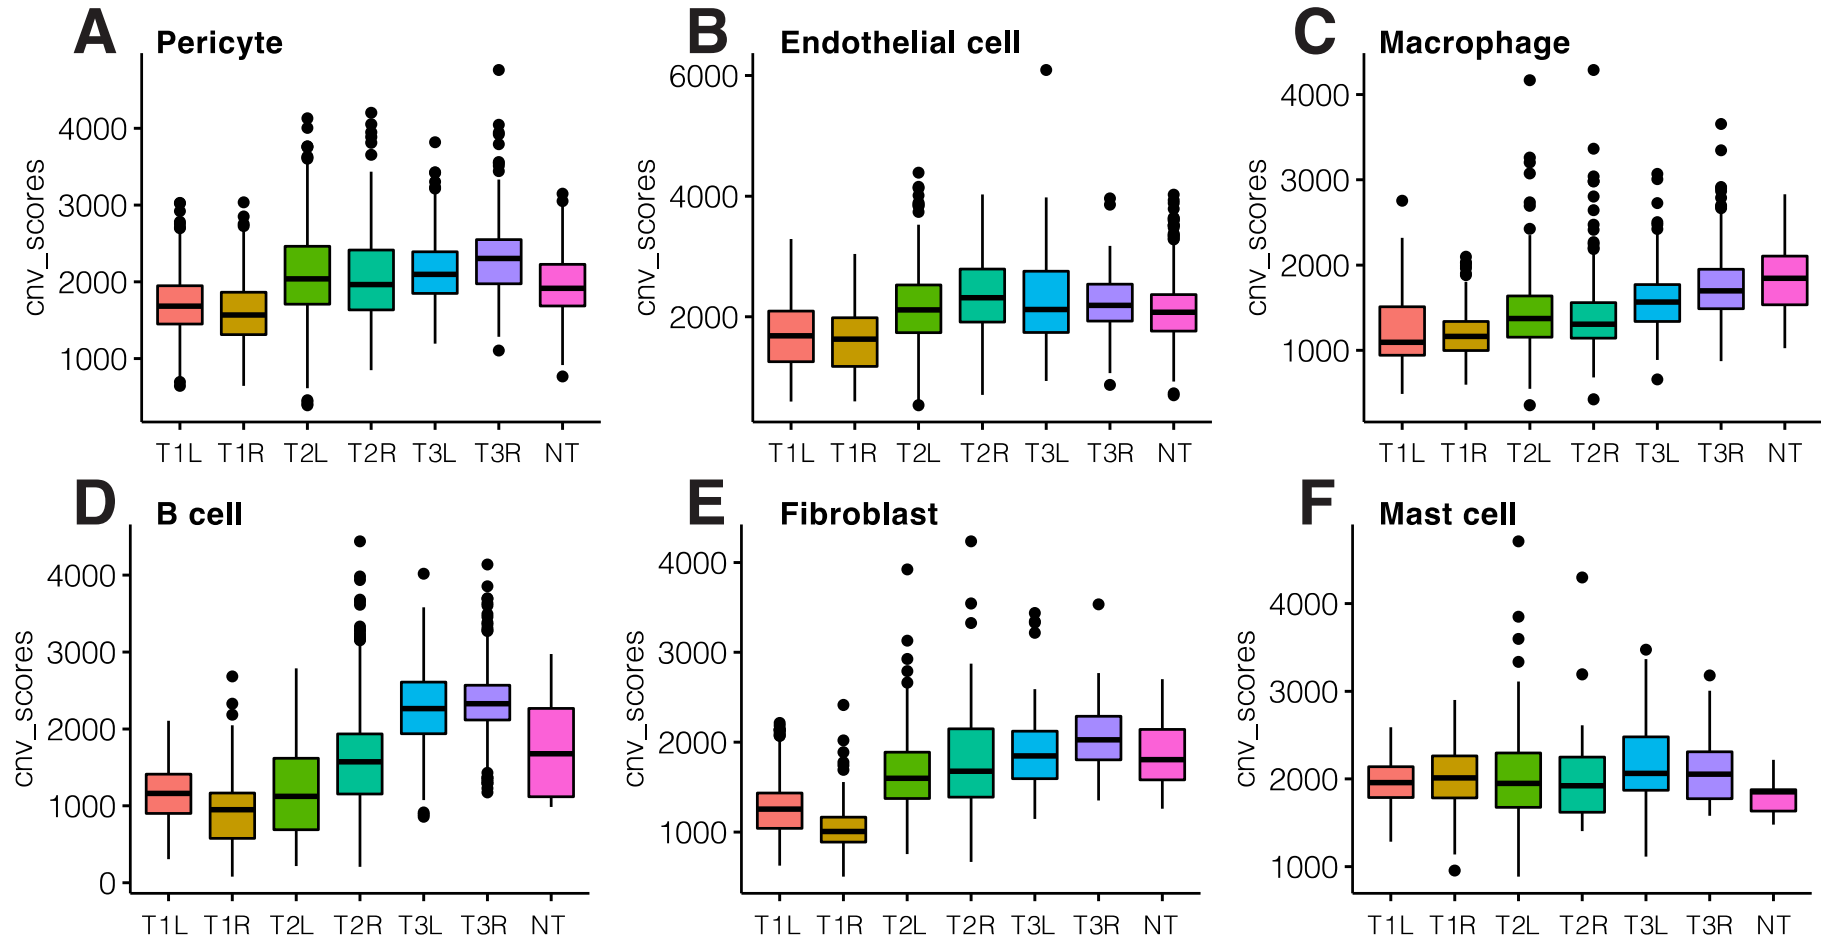 A Pericyte
cnv_scores
4000
3000
2000
1000
T1L T1R T2L T2R T3L T3R NT
B Endothelial cell
cnv_scores
6000
4000
2000
T1L T1R T2L T2R T3L T3R NT
C Macrophage
cnv_scores
4000
3000
2000
1000
T1L T1R T2L T2R T3L T3R NT
D B cell
cnv_scores
4000
3000
2000
1000
0
T1L T1R T2L T2R T3L T3R NT
E Fibroblast
cnv_scores
4000
3000
2000
1000
T1L T1R T2L T2R T3L T3R NT
F Mast cell
cnv_scores
4000
3000
2000
1000
T1L T1R T2L T2R T3L T3R NT